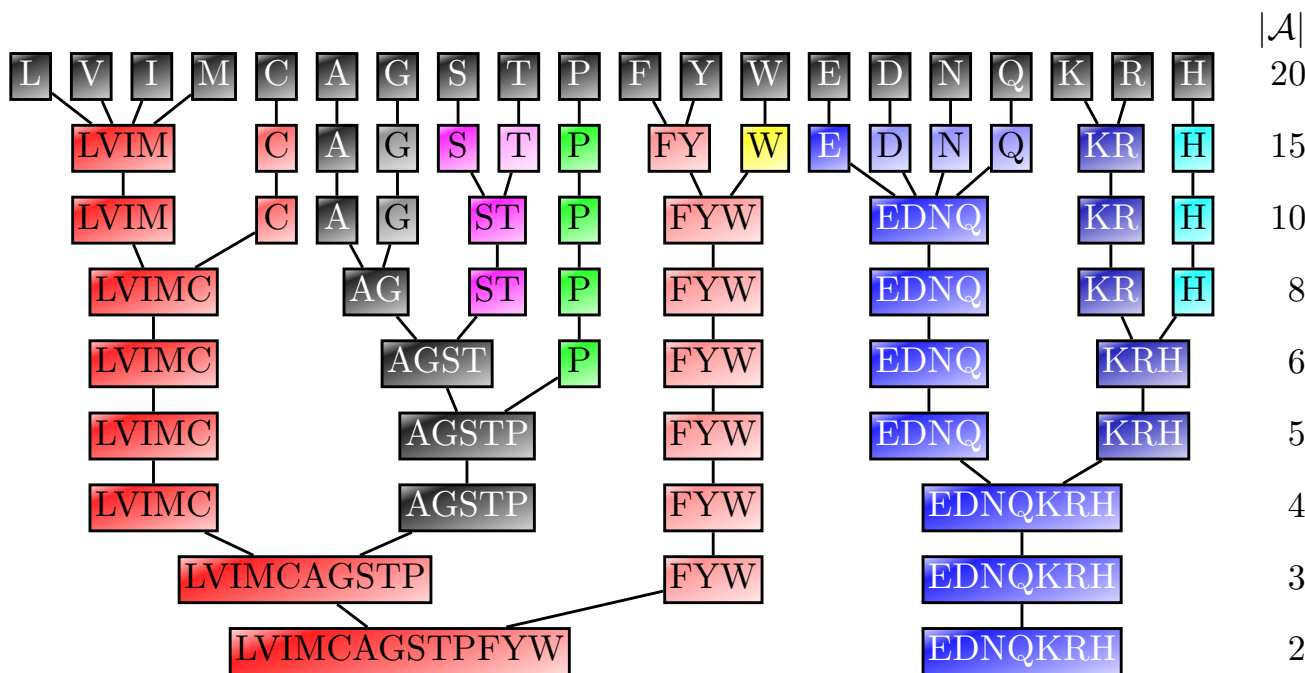 |𝒜|
L V I M C A G S T P F Y W E D N Q K R H 20
LVIM C A G S T P FY W E D N Q KR H 15
LVIM C A G ST P FYW EDNQ KR H 10
LVIMC AG ST P FYW EDNQ KR H 8
LVIMC AGST P FYW EDNQ KRH 6
LVIMC AGSTP FYW EDNQ KRH 5
LVIMC AGSTP FYW EDNQKRH 4
LVIMCAGSTP FYW EDNQKRH 3
LVIMCAGSTPFYW EDNQKRH 2